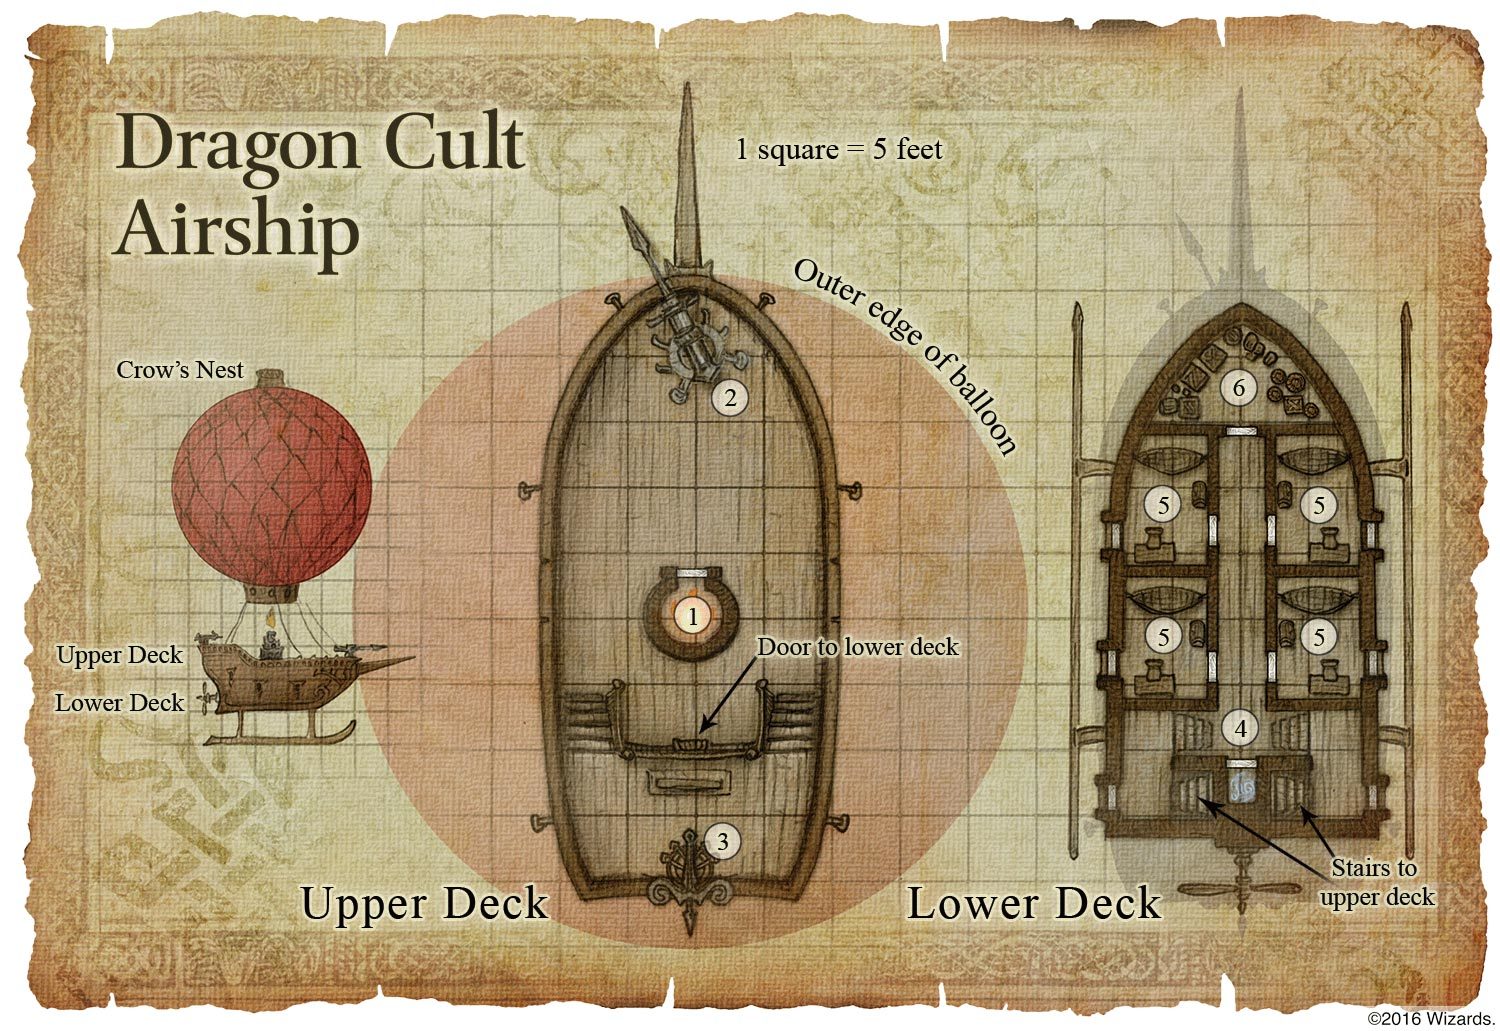 Dragon Cult
Airship
1 square = 5 feet
Outer edge of balloon
Crow's Nest
Upper Deck
Lower Deck
2
1
Door to lower deck
3
Upper Deck
6
5
5
5
5
4
Stairs to
upper deck
Lower Deck
©2016 Wizards.